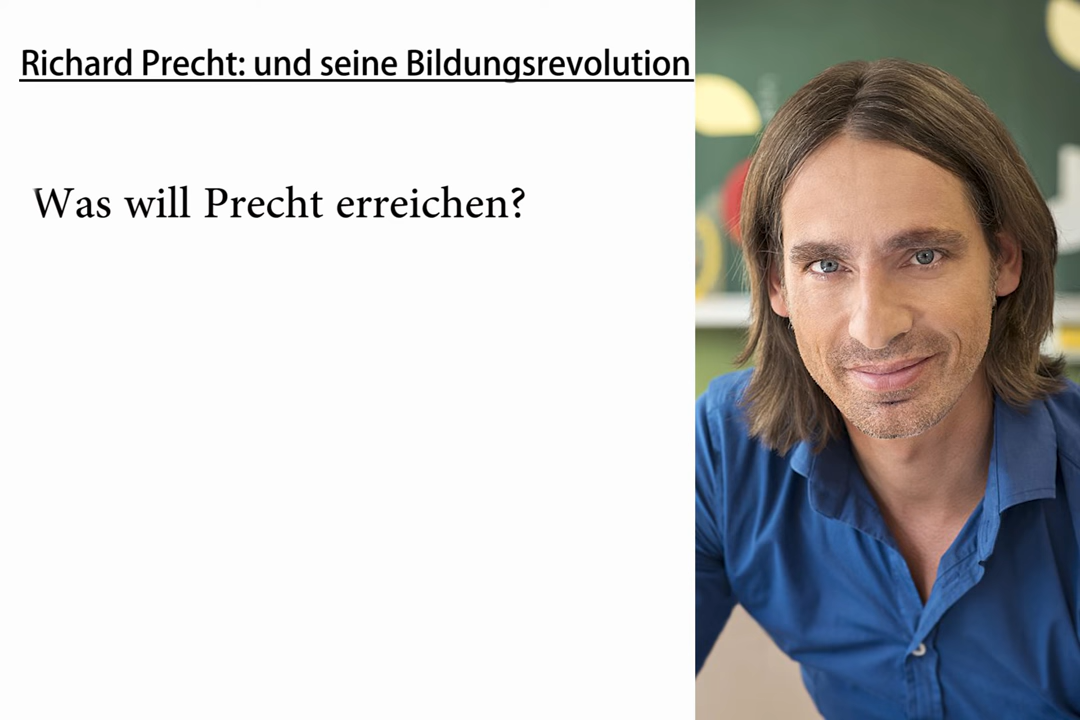 Richard Precht: und seine Bildungsrevolution
Was will Precht erreichen?